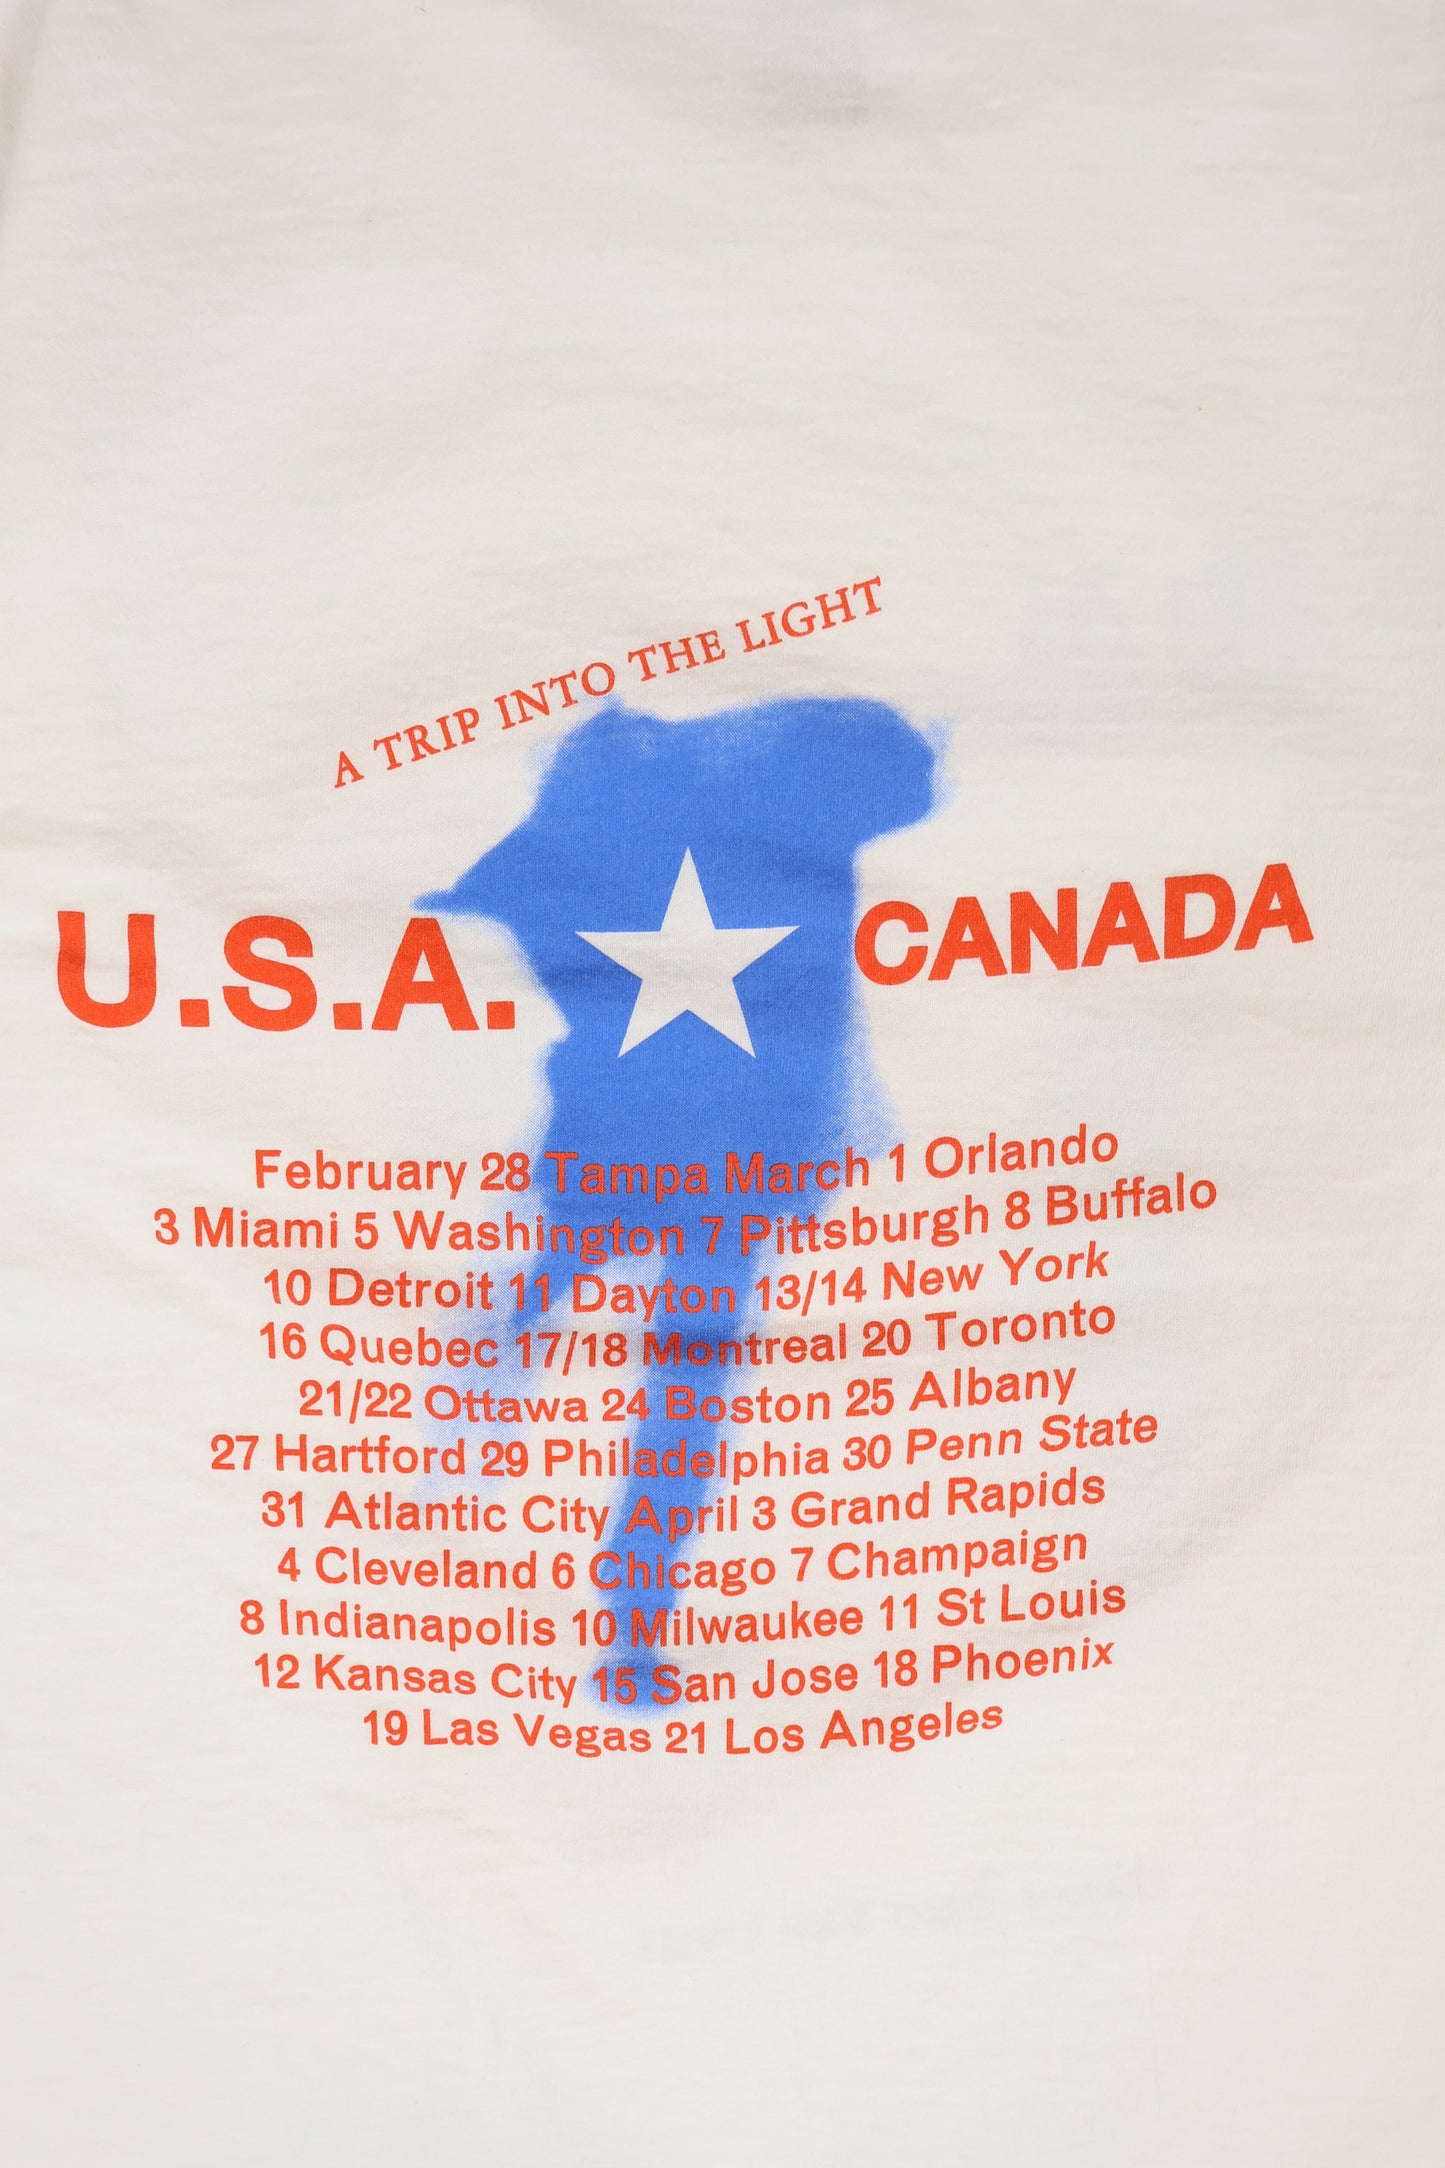 A TRIP INTO THE LIGHT
U.S.A. CANADA
February 28 Tampa March 1 Orlando
3 Miami 5 Washington 7 Pittsburgh 8 Buffalo
10 Detroit 11 Dayton 13/14 New York
16 Quebec 17/18 Montreal 20 Toronto
21/22 Ottawa 24 Boston 25 Albany
27 Hartford 29 Philadelphia 30 Penn State
31 Atlantic City April 3 Grand Rapids
4 Cleveland 6 Chicago 7 Champaign
8 Indianapolis 10 Milwaukee 11 St Louis
12 Kansas City 15 San Jose 18 Phoenix
19 Las Vegas 21 Los Angeles